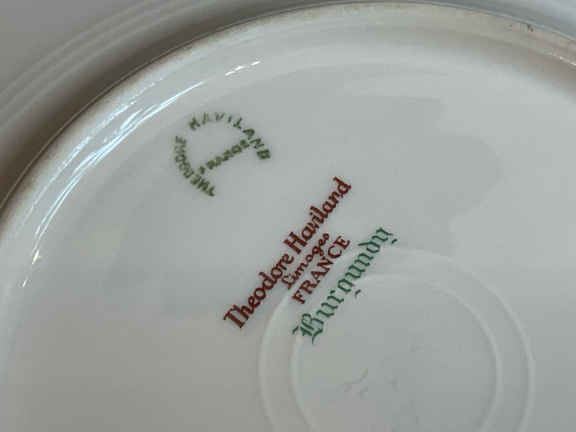 THEODORE HAVILAND
FRANCE
Theodore Haviland
Limoges
FRANCE
Burgundy